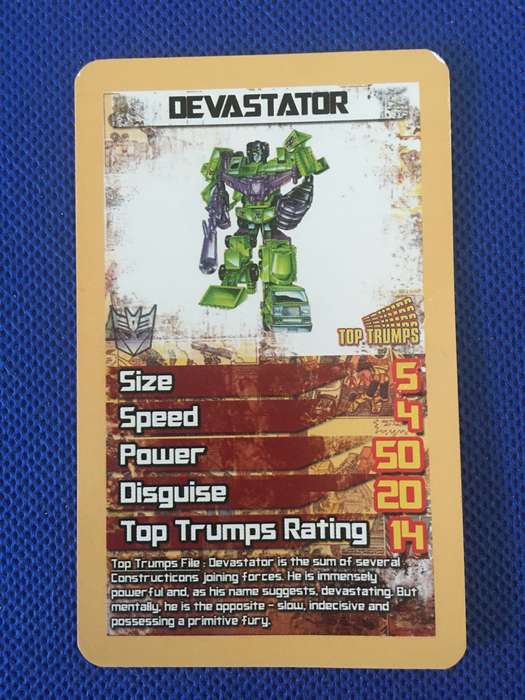 DEVASTATOR
TOP TRUMPS
Size 5
Speed 4
Power 50
Disguise 20
Top Trumps Rating 14
Top Trumps File : Devastator is the sum of several
Constructicons joining forces. He is immensely
powerful and, as his name suggests, devastating. But
mentally, he is the opposite - slow, indecisive and
possessing a primitive fury.